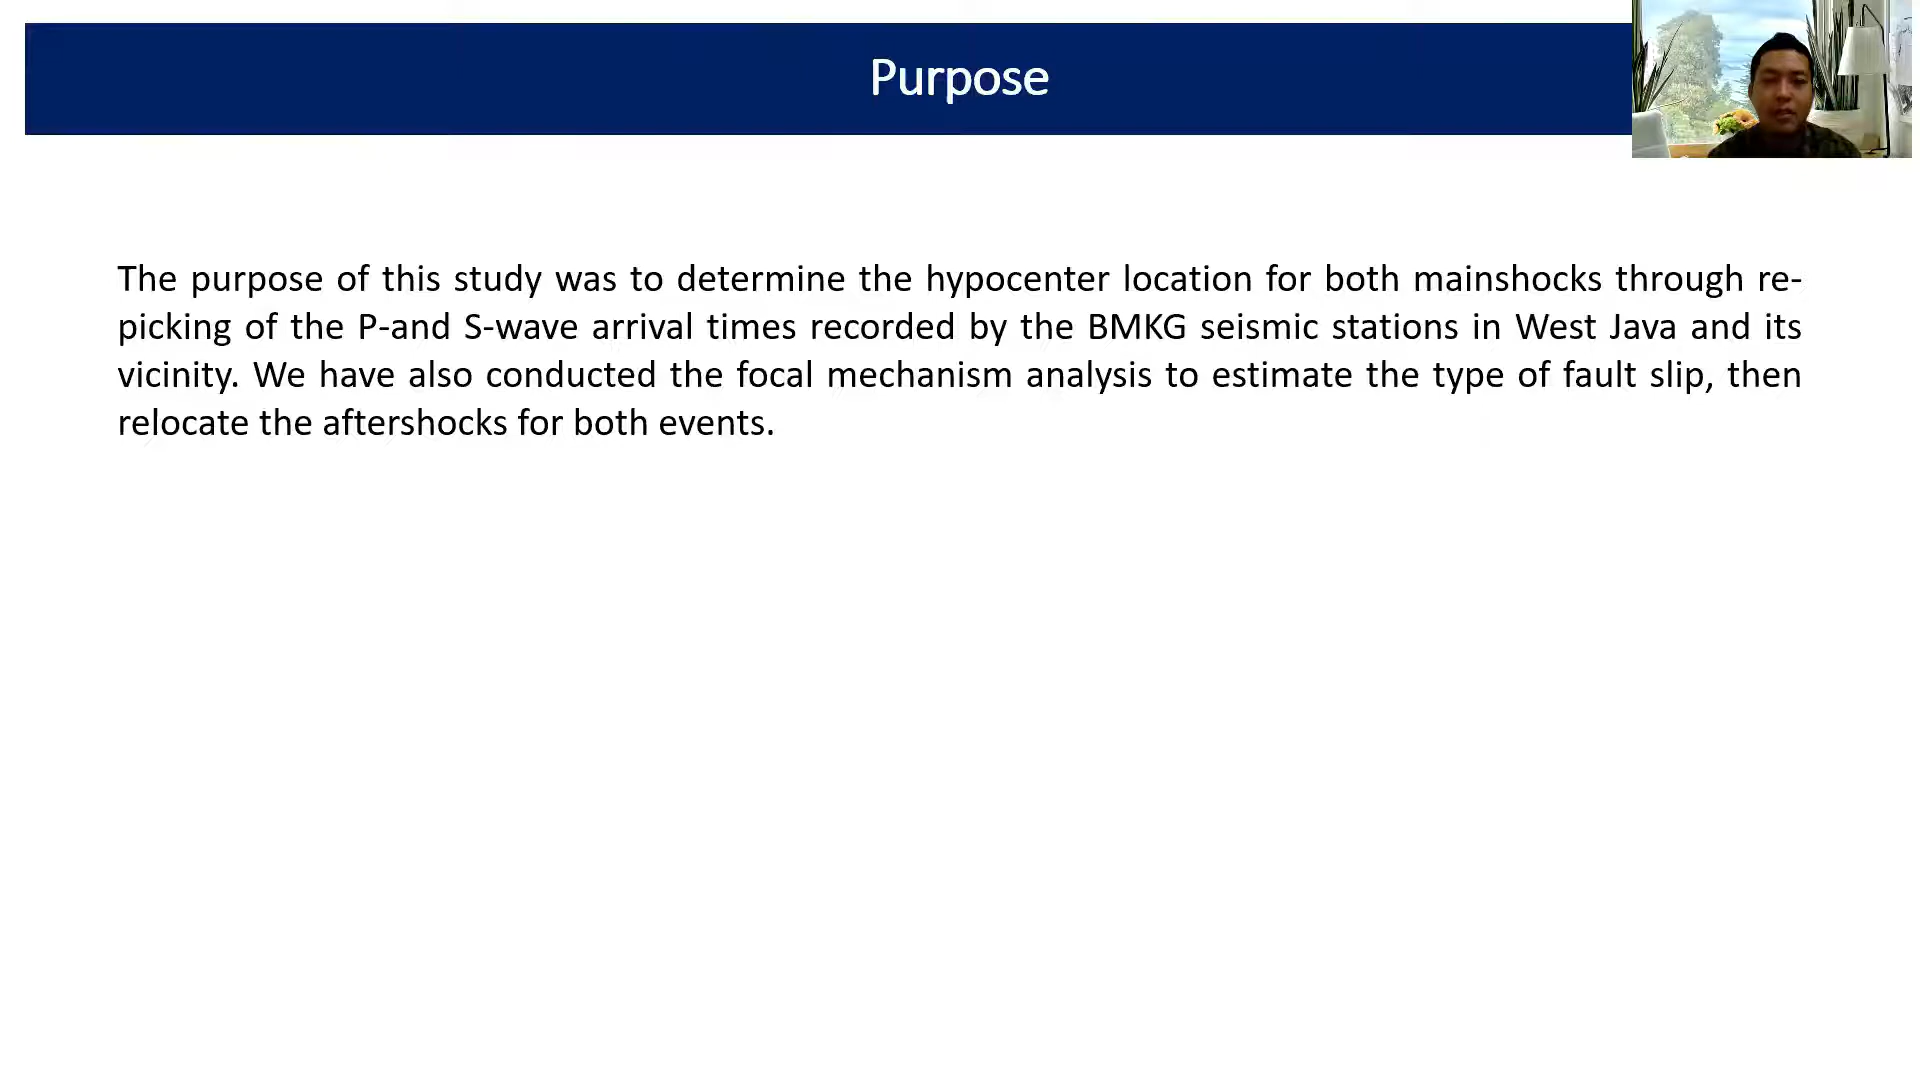 Purpose
The purpose of this study was to determine the hypocenter location for both mainshocks through re-
picking of the P-and S-wave arrival times recorded by the BMKG seismic stations in West Java and its
vicinity. We have also conducted the focal mechanism analysis to estimate the type of fault slip, then
relocate the aftershocks for both events.